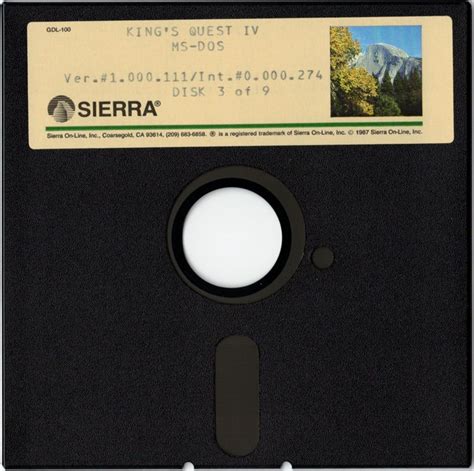 GDL-100
KING'S QUEST IV
MS-DOS
Ver.#1.000.111/Int.#0.000.274
DISK 3 of 9
SIERRA®
Sierra On-Line, Inc., Coarsegold, CA 93614, (209) 683-6858. ® is a registered trademark of Sierra On-Line, Inc. © 1987 Sierra On-Line, Inc.